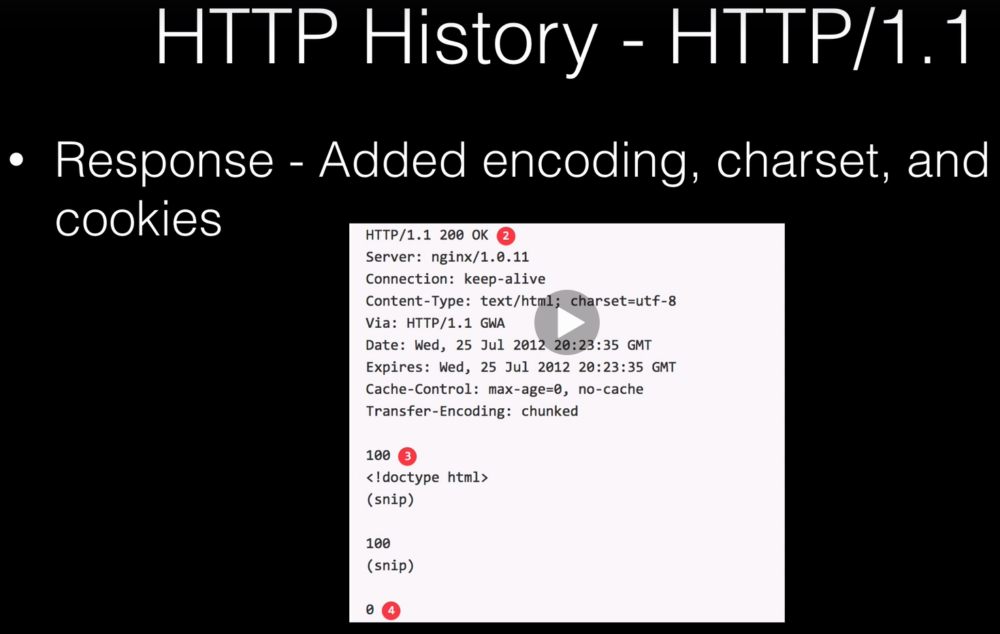 HTTP History - HTTP/1.1
• Response - Added encoding, charset, and
cookies
HTTP/1.1 200 OK 2
Server: nginx/1.0.11
Connection: keep-alive
Content-Type: text/html; charset=utf-8
Via: HTTP/1.1 GWA
Date: Wed, 25 Jul 2012 20:23:35 GMT
Expires: Wed, 25 Jul 2012 20:23:35 GMT
Cache-Control: max-age=0, no-cache
Transfer-Encoding: chunked
100 3
<!doctype html>
(snip)
100
(snip)
0 4